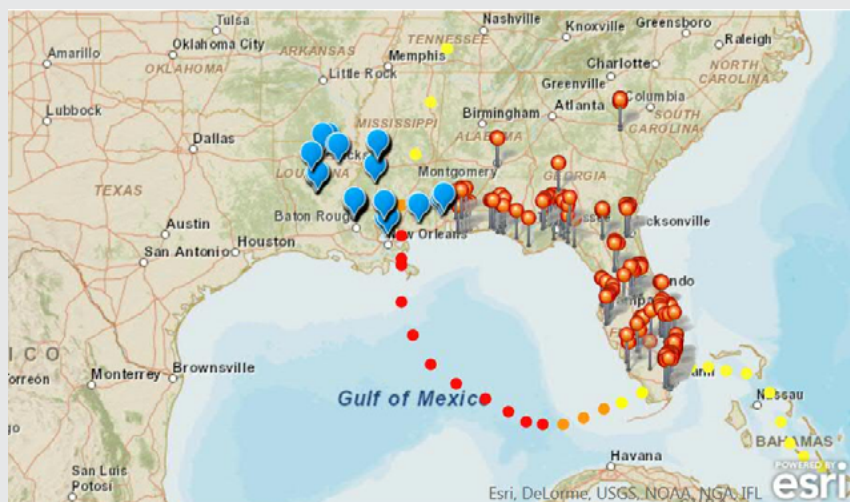 Tulsa
Nashville
Knoxville
Greensboro
TENNESSEE
Raleigh
Amarillo
Oklahoma City
ARKANSAS
Memphis
Charlotte
NORTH
CAROLINA
OKLAHOMA
Little Rock
Greenville
Columbia
Lubbock
Birmingham
Atlanta
SOUTH
CAROLINA
MISSISSIPPI
ALABAMA
Dallas
Montgomery
GEORGIA
LOUISIANA
TEXAS
Baton Rouge
Austin
New Orleans
Houston
San Antonio
Brownsville
Monterrey
Gulf of Mexico
Nassau
BAHAMAS
Havana
San Luis
Potosi
POWERED BY
esri
Esri, DeLorme, USGS, NOAA, NGA, IFL